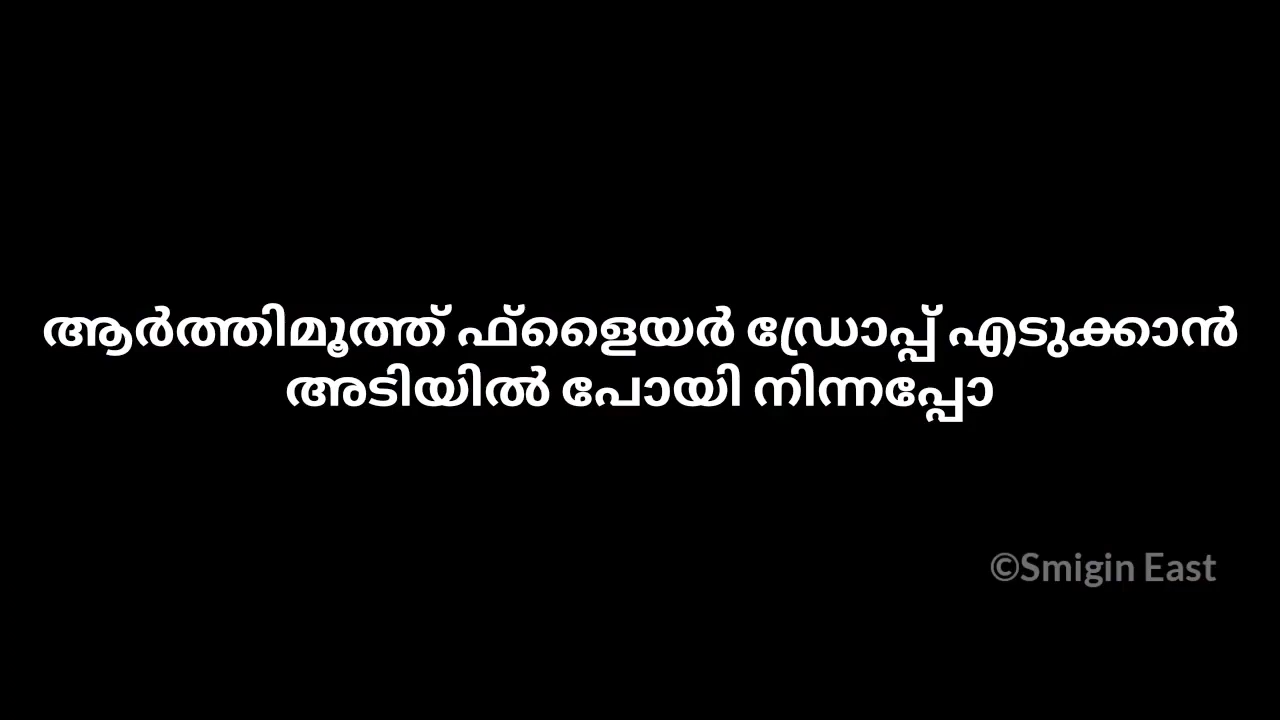 ആർത്തിമൂത്ത് ഫ്ളൈയർ ഡ്രോപ്പ് എടുക്കാൻ
അടിയിൽ പോയി നിന്നപ്പോ
©Smigin East